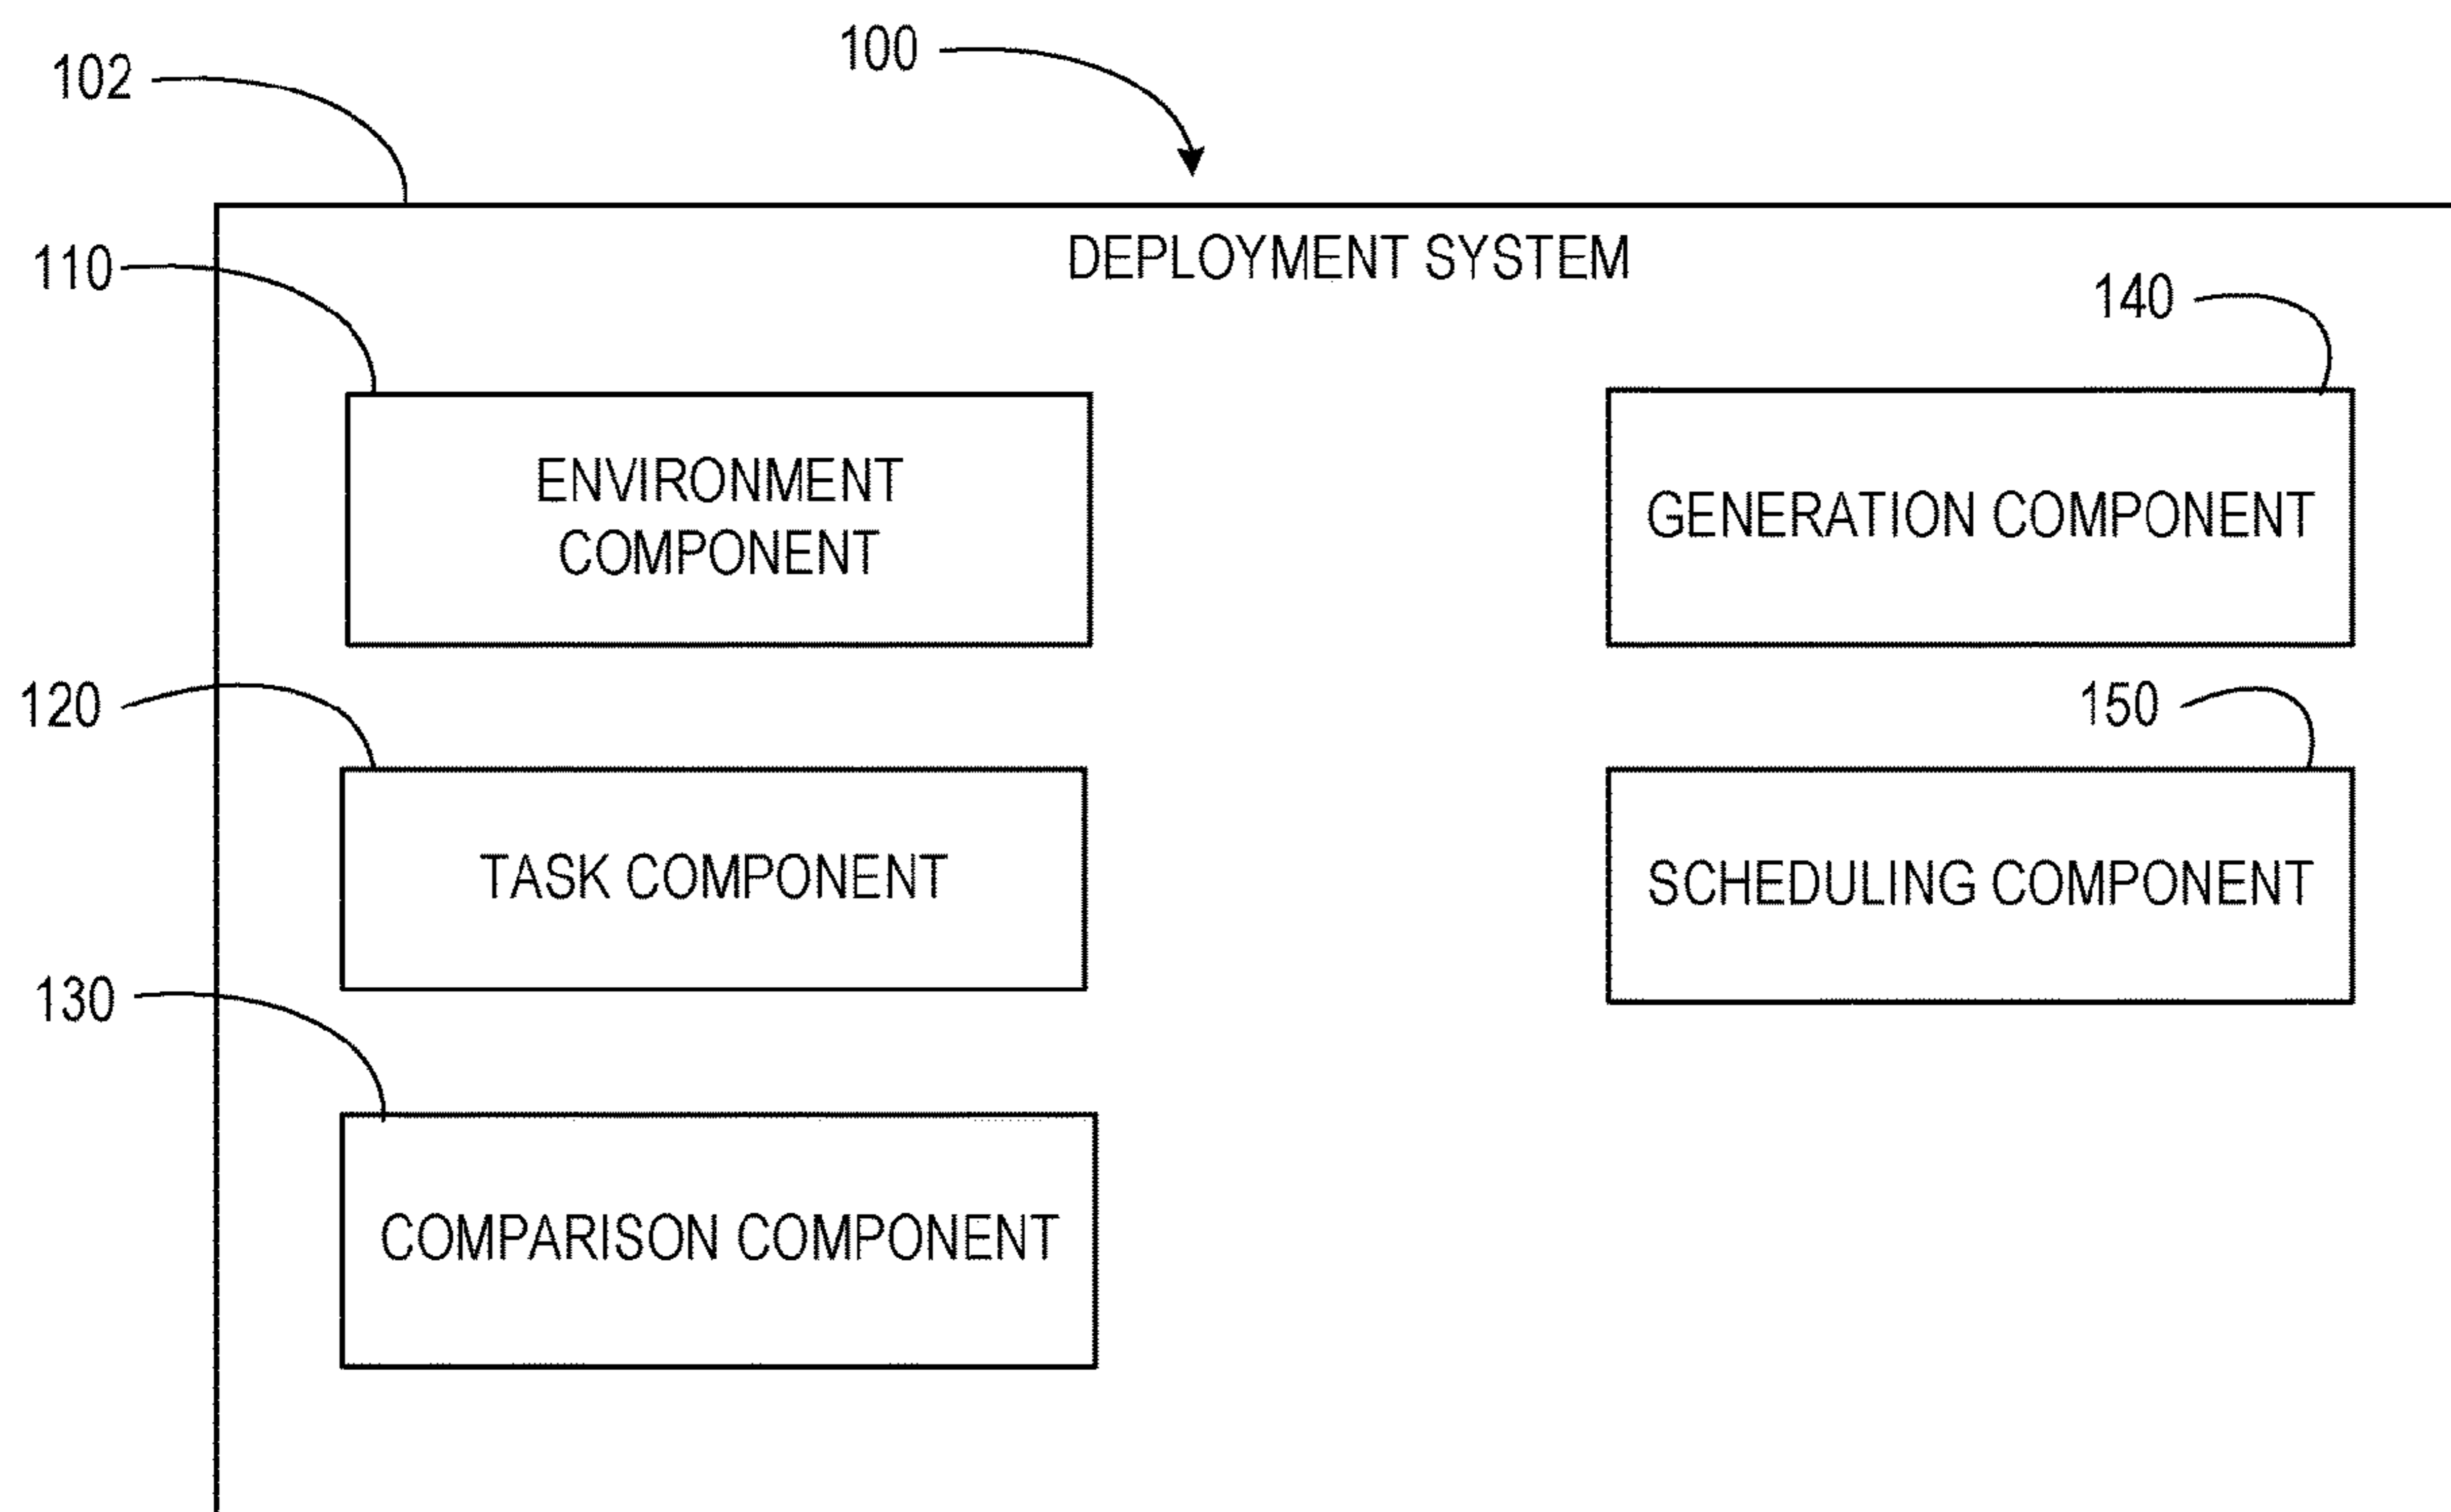 100
102
DEPLOYMENT SYSTEM
110
140
ENVIRONMENT
COMPONENT
GENERATION COMPONENT
120
150
TASK COMPONENT
SCHEDULING COMPONENT
130
COMPARISON COMPONENT